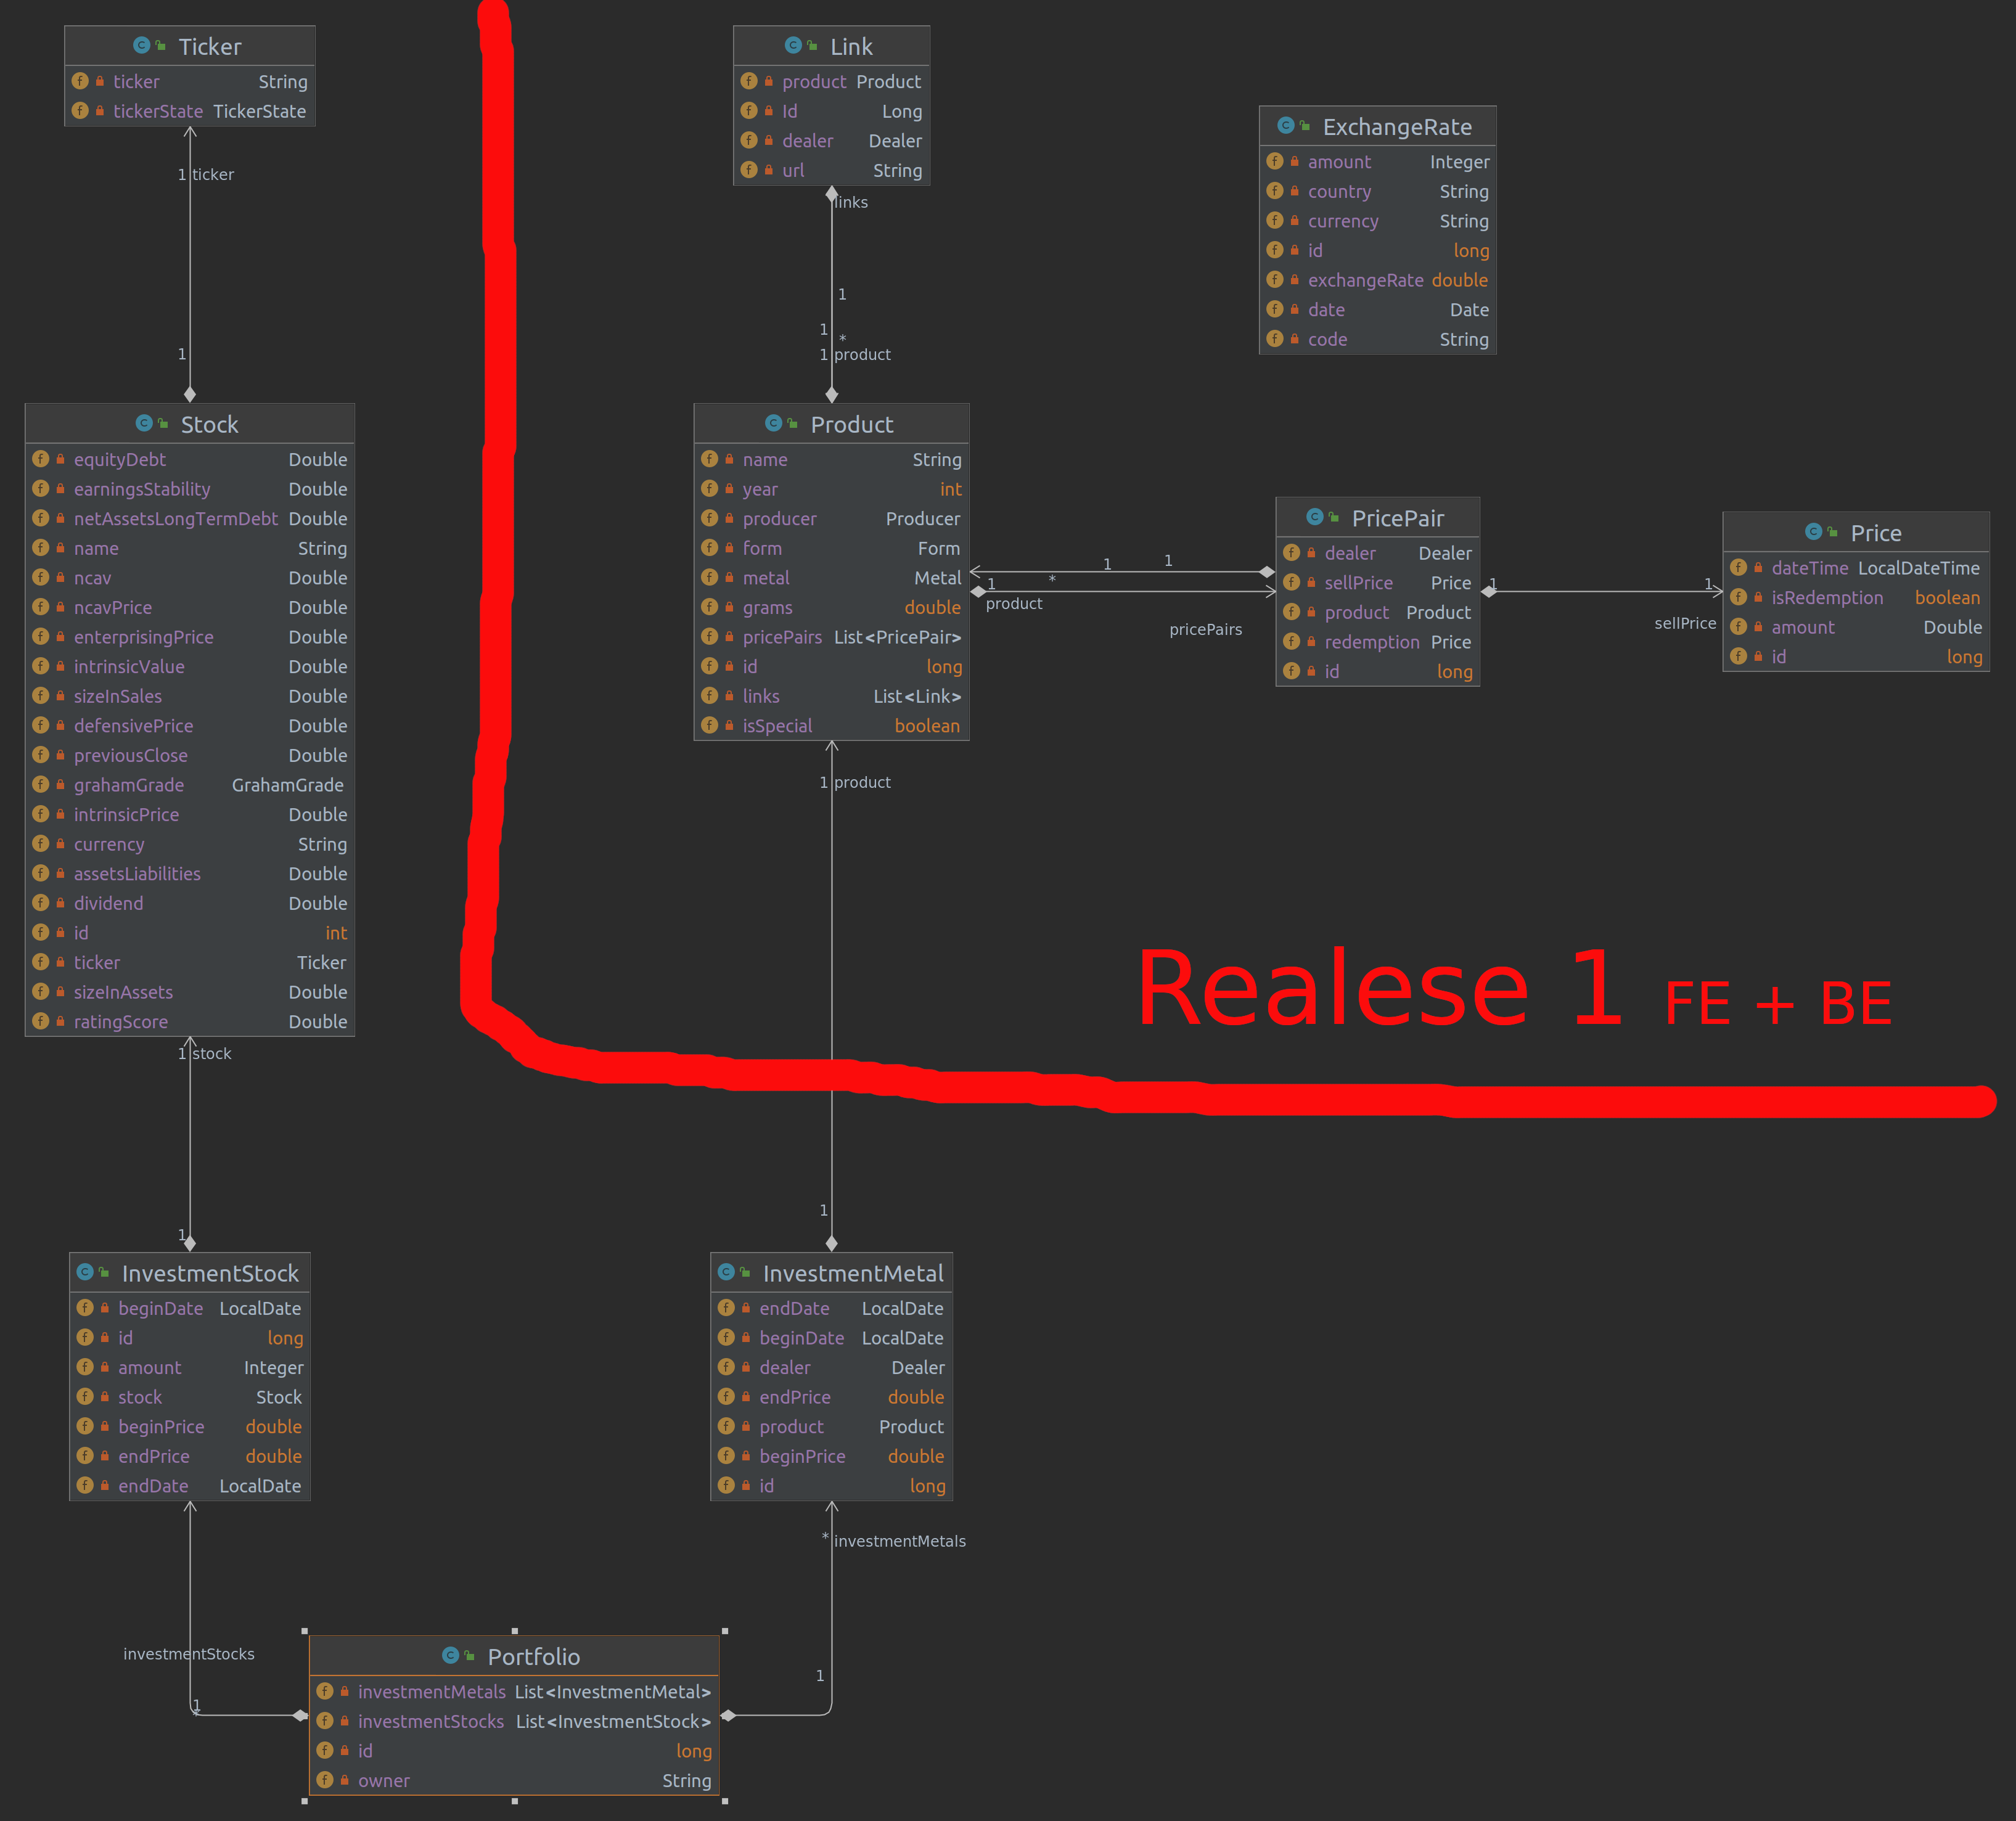 Ticker
ticker String
tickerState TickerState
1 ticker
1
Stock
equityDebt Double
earningsStability Double
netAssetsLongTermDebt Double
name String
ncav Double
ncavPrice Double
enterprisingPrice Double
intrinsicValue Double
sizeInSales Double
defensivePrice Double
previousClose Double
grahamGrade GrahamGrade
intrinsicPrice Double
currency String
assetsLiabilities Double
dividend Double
id int
ticker Ticker
sizeInAssets Double
ratingScore Double
1 stock
1
InvestmentStock
beginDate LocalDate
id long
amount Integer
stock Stock
beginPrice double
endPrice double
endDate LocalDate
investmentStocks
1
*
Link
product Product
Id Long
dealer Dealer
url String
links
1
1
*
1 product
Product
name String
year int
producer Producer
form Form
metal Metal
grams double
pricePairs List<PricePair>
id long
links List<Link>
isSpecial boolean
1 product
1
InvestmentMetal
endDate LocalDate
beginDate LocalDate
dealer Dealer
endPrice double
product Product
beginPrice double
id long
* investmentMetals
1
Portfolio
investmentMetals List<InvestmentMetal>
investmentStocks List<InvestmentStock>
id long
owner String
ExchangeRate
amount Integer
country String
currency String
id long
exchangeRate double
date Date
code String
1 1
1 *
product
pricePairs
PricePair
dealer Dealer
sellPrice Price
product Product
redemption Price
id long
1 1
sellPrice
Price
dateTime LocalDateTime
isRedemption boolean
amount Double
id long
Realese 1 FE + BE